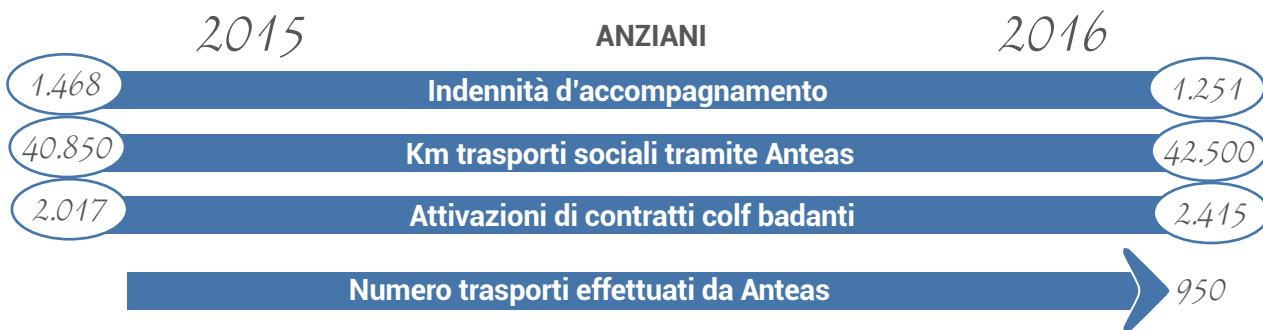 2015 ANZIANI 2016
1.468 Indennità d'accompagnamento 1.251
40.850 Km trasporti sociali tramite Anteas 42.500
2.017 Attivazioni di contratti colf badanti 2.415
Numero trasporti effettuati da Anteas 950